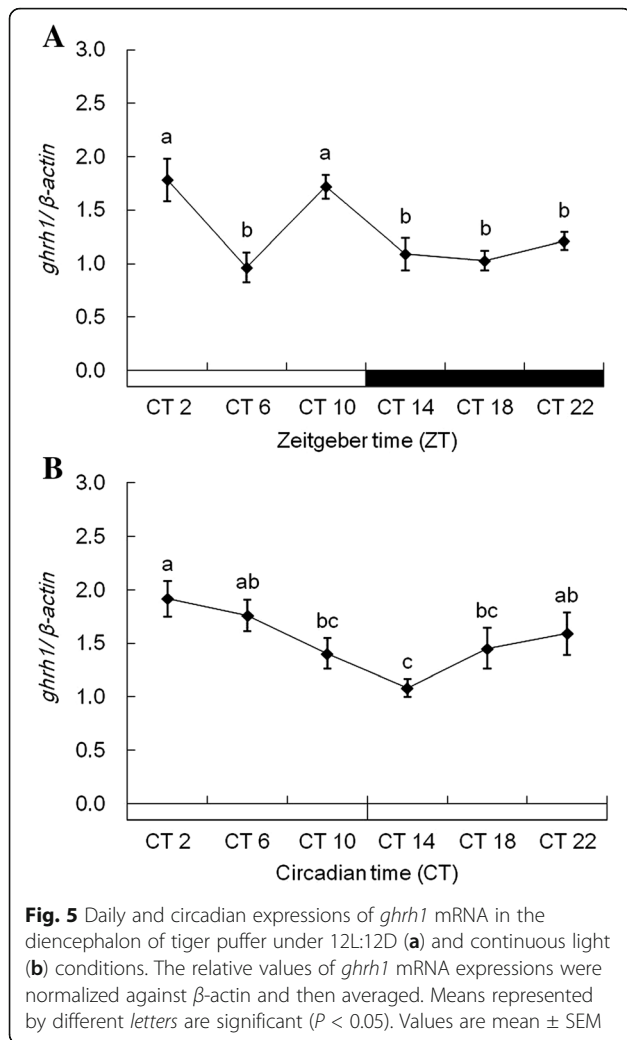 A
3.0
2.5
2.0
1.5
1.0
0.5
0.0
ghrh1/β-actin
a
b
a
b
b
b
CT 2 CT 6 CT 10 CT 14 CT 18 CT 22
Zeitgeber time (ZT)
B
3.0
2.5
2.0
1.5
1.0
0.5
0.0
ghrh1/β-actin
a
ab
bc
c
bc
ab
CT 2 CT 6 CT 10 CT 14 CT 18 CT 22
Circadian time (CT)
Fig. 5 Daily and circadian expressions of ghrh1 mRNA in the
diencephalon of tiger puffer under 12L:12D (a) and continuous light
(b) conditions. The relative values of ghrh1 mRNA expressions were
normalized against β-actin and then averaged. Means represented
by different letters are significant (P < 0.05). Values are mean ± SEM